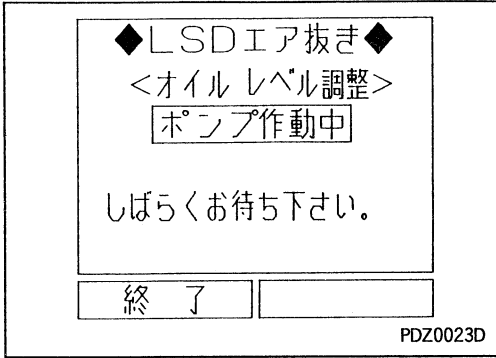 ◆LSDエア抜き◆
<オイル レベル調整>
ポンプ作動中
しばらくお待ち下さい。
終 了
PDZ0023D